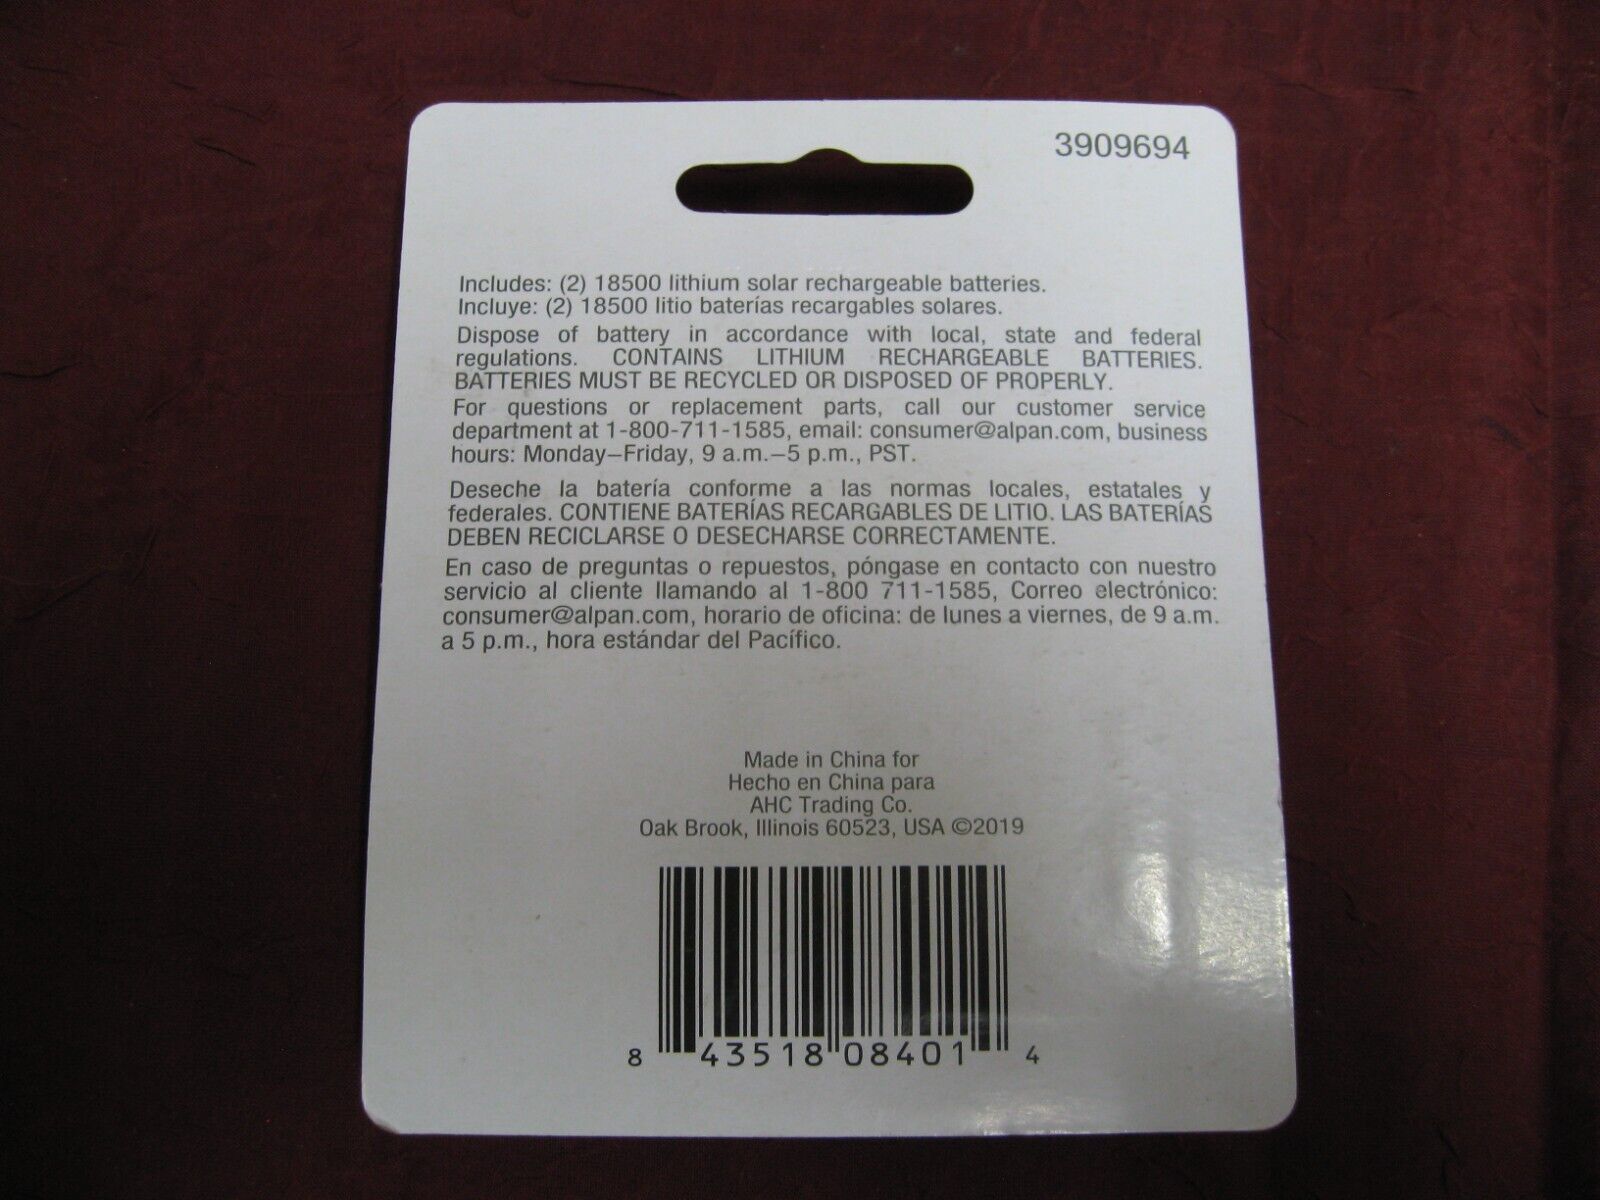 3909694
Includes: (2) 18500 lithium solar rechargeable batteries.
Incluye: (2) 18500 litio baterías recargables solares.
Dispose of battery in accordance with local, state and federal
regulations. CONTAINS LITHIUM RECHARGEABLE BATTERIES.
BATTERIES MUST BE RECYCLED OR DISPOSED OF PROPERLY.
For questions or replacement parts, call our customer service
department at 1-800-711-1585, email: consumer@alpan.com, business
hours: Monday–Friday, 9 a.m.–5 p.m., PST.
Deseche la batería conforme a las normas locales, estatales y
federales. CONTIENE BATERÍAS RECARGABLES DE LITIO. LAS BATERÍAS
DEBEN RECICLARSE O DESECHARSE CORRECTAMENTE.
En caso de preguntas o repuestos, póngase en contacto con nuestro
servicio al cliente llamando al 1-800 711-1585, Correo electrónico:
consumer@alpan.com, horario de oficina: de lunes a viernes, de 9 a.m.
a 5 p.m., hora estándar del Pacífico.
Made in China for
Hecho en China para
AHC Trading Co.
Oak Brook, Illinois 60523, USA ©2019
8 43518 08401 4